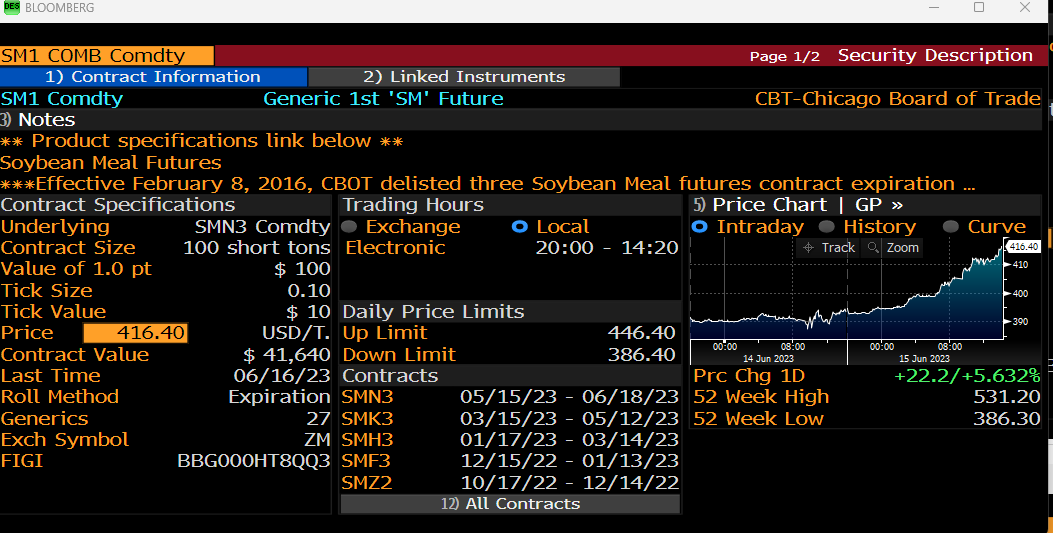 DES BLOOMBERG
SM1 COMB Comdty Page 1/2 Security Description
1) Contract Information 2) Linked Instruments
SM1 Comdty Generic 1st 'SM' Future CBT-Chicago Board of Trade
3) Notes
** Product specifications link below **
Soybean Meal Futures
***Effective February 8, 2016, CBOT delisted three Soybean Meal futures contract expiration ...
Contract Specifications
Underlying SMN3 Comdty
Contract Size 100 short tons
Value of 1.0 pt $ 100
Tick Size 0.10
Tick Value $ 10
Price 416.40 USD/T.
Contract Value $ 41,640
Last Time 06/16/23
Roll Method Expiration
Generics 27
Exch Symbol ZM
FIGI BBG000HT8QQ3
Trading Hours
Exchange Local
Electronic 20:00 - 14:20
Daily Price Limits
Up Limit 446.40
Down Limit 386.40
Contracts
SMN3 05/15/23 - 06/18/23
SMK3 03/15/23 - 05/12/23
SMH3 01/17/23 - 03/14/23
SMF3 12/15/22 - 01/13/23
SMZ2 10/17/22 - 12/14/22
12) All Contracts
5) Price Chart | GP »
Intraday History Curve
Track Zoom
416.40
410
400
390
00:00 08:00 00:00 08:00
14 Jun 2023 15 Jun 2023
Prc Chg 1D +22.2/+5.632%
52 Week High 531.20
52 Week Low 386.30